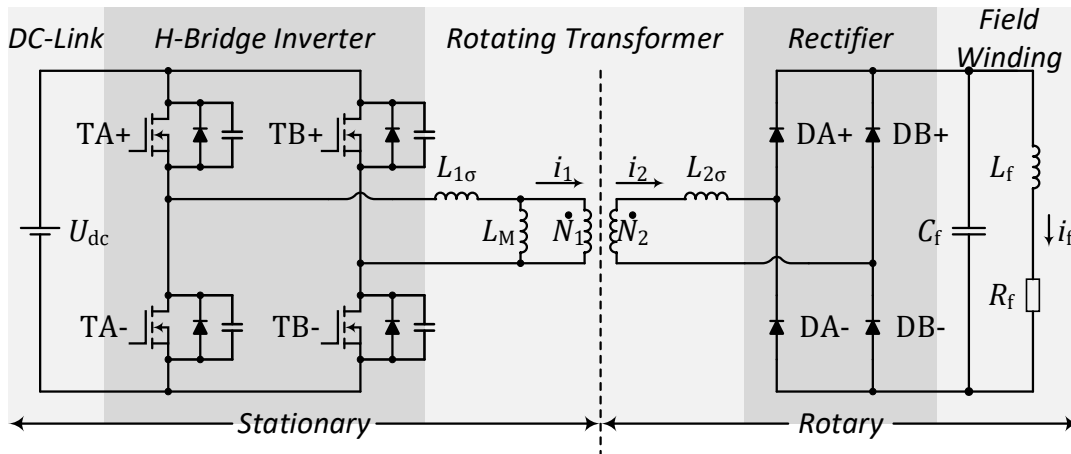 DC-Link
H-Bridge Inverter
Rotating Transformer
Rectifier
Field
Winding
TA+
TB+
DA+
DB+
L1σ
i1
i2
L2σ
Lf
Udc
LM
N1
N2
Cf
if
Rf
TA-
TB-
DA-
DB-
Stationary
Rotary